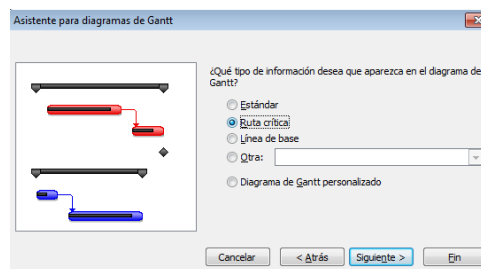 Asistente para diagramas de Gantt
¿Qué tipo de información desea que aparezca en el diagrama de
Gantt?
Estándar
Ruta crítica
Línea de base
Otra:
Diagrama de Gantt personalizado
Cancelar
< Atrás
Siguiente >
Fin